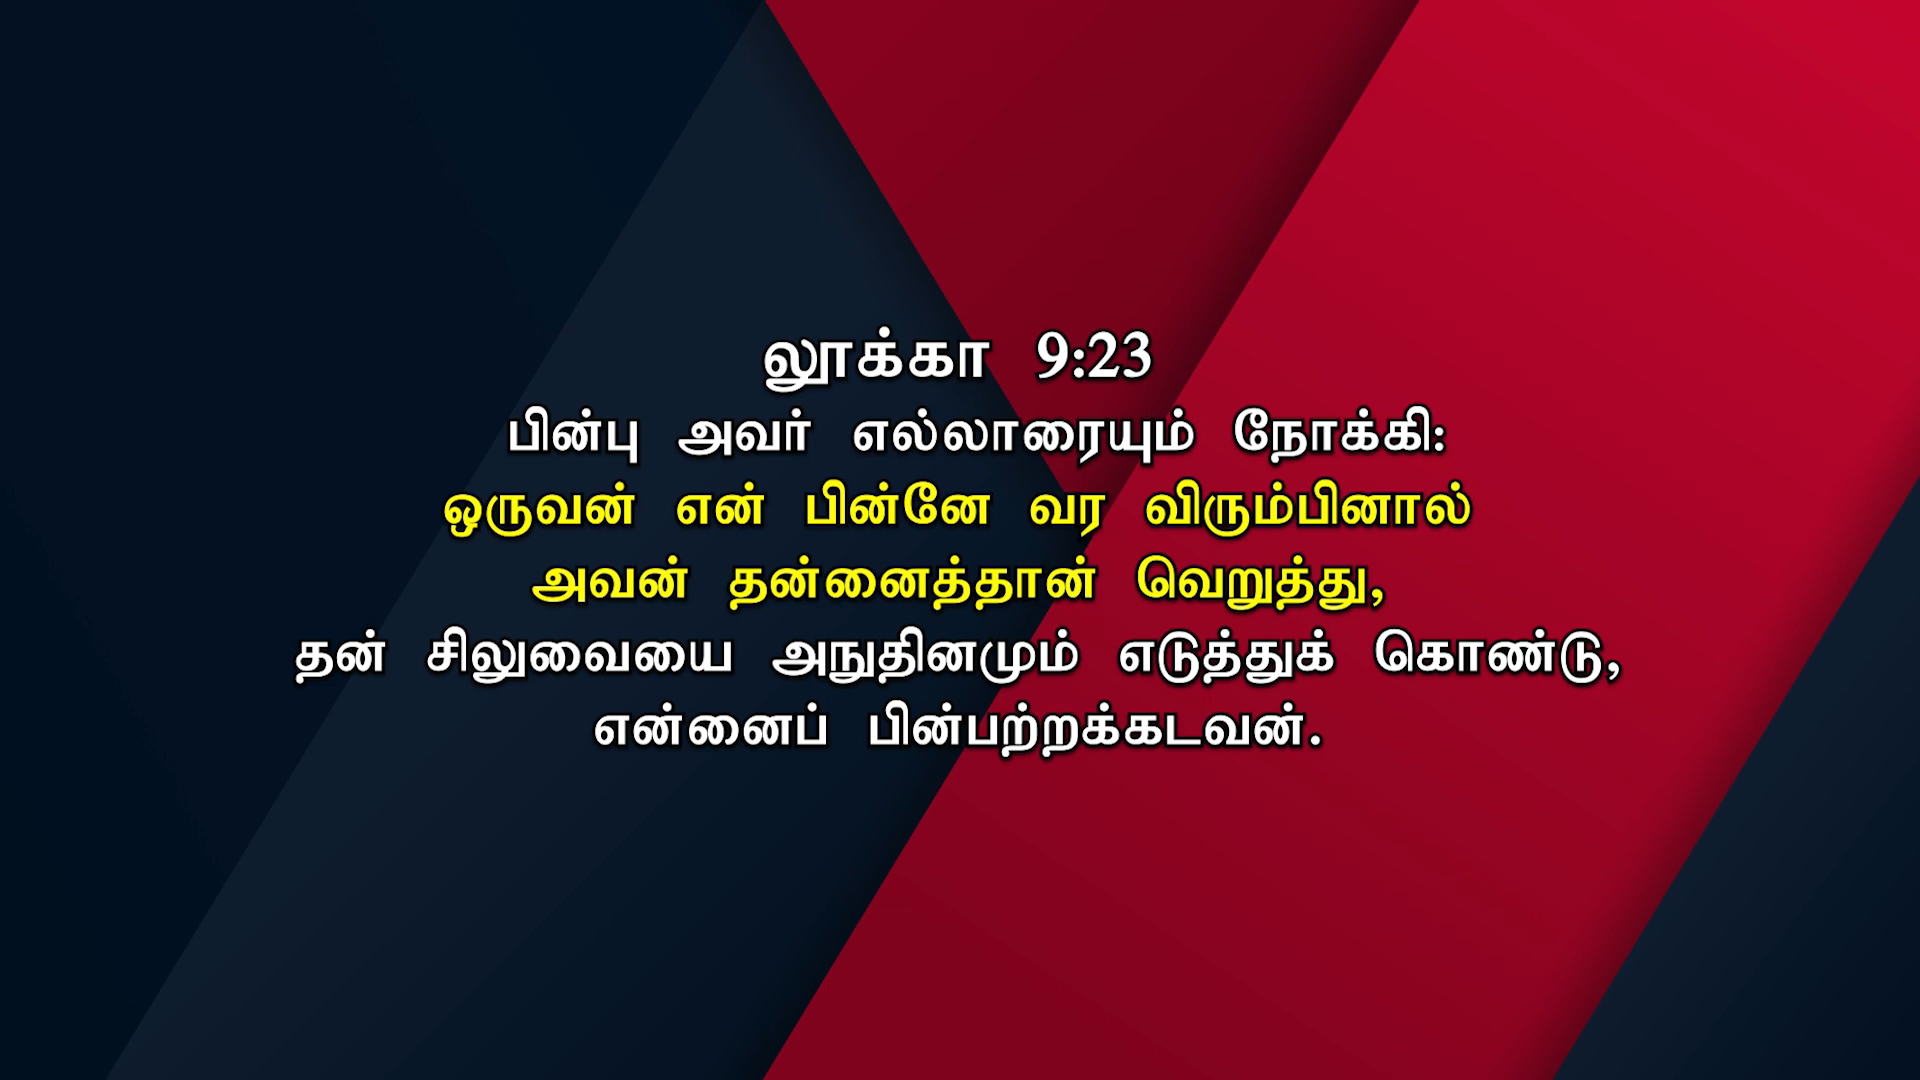 லூக்கா 9:23
பின்பு அவர் எல்லாரையும் நோக்கி:
ஒருவன் என் பின்னே வர விரும்பினால்
அவன் தன்னைத்தான் வெறுத்து,
தன் சிலுவையை அநுதினமும் எடுத்துக் கொண்டு,
என்னைப் பின்பற்றக்கடவன்.